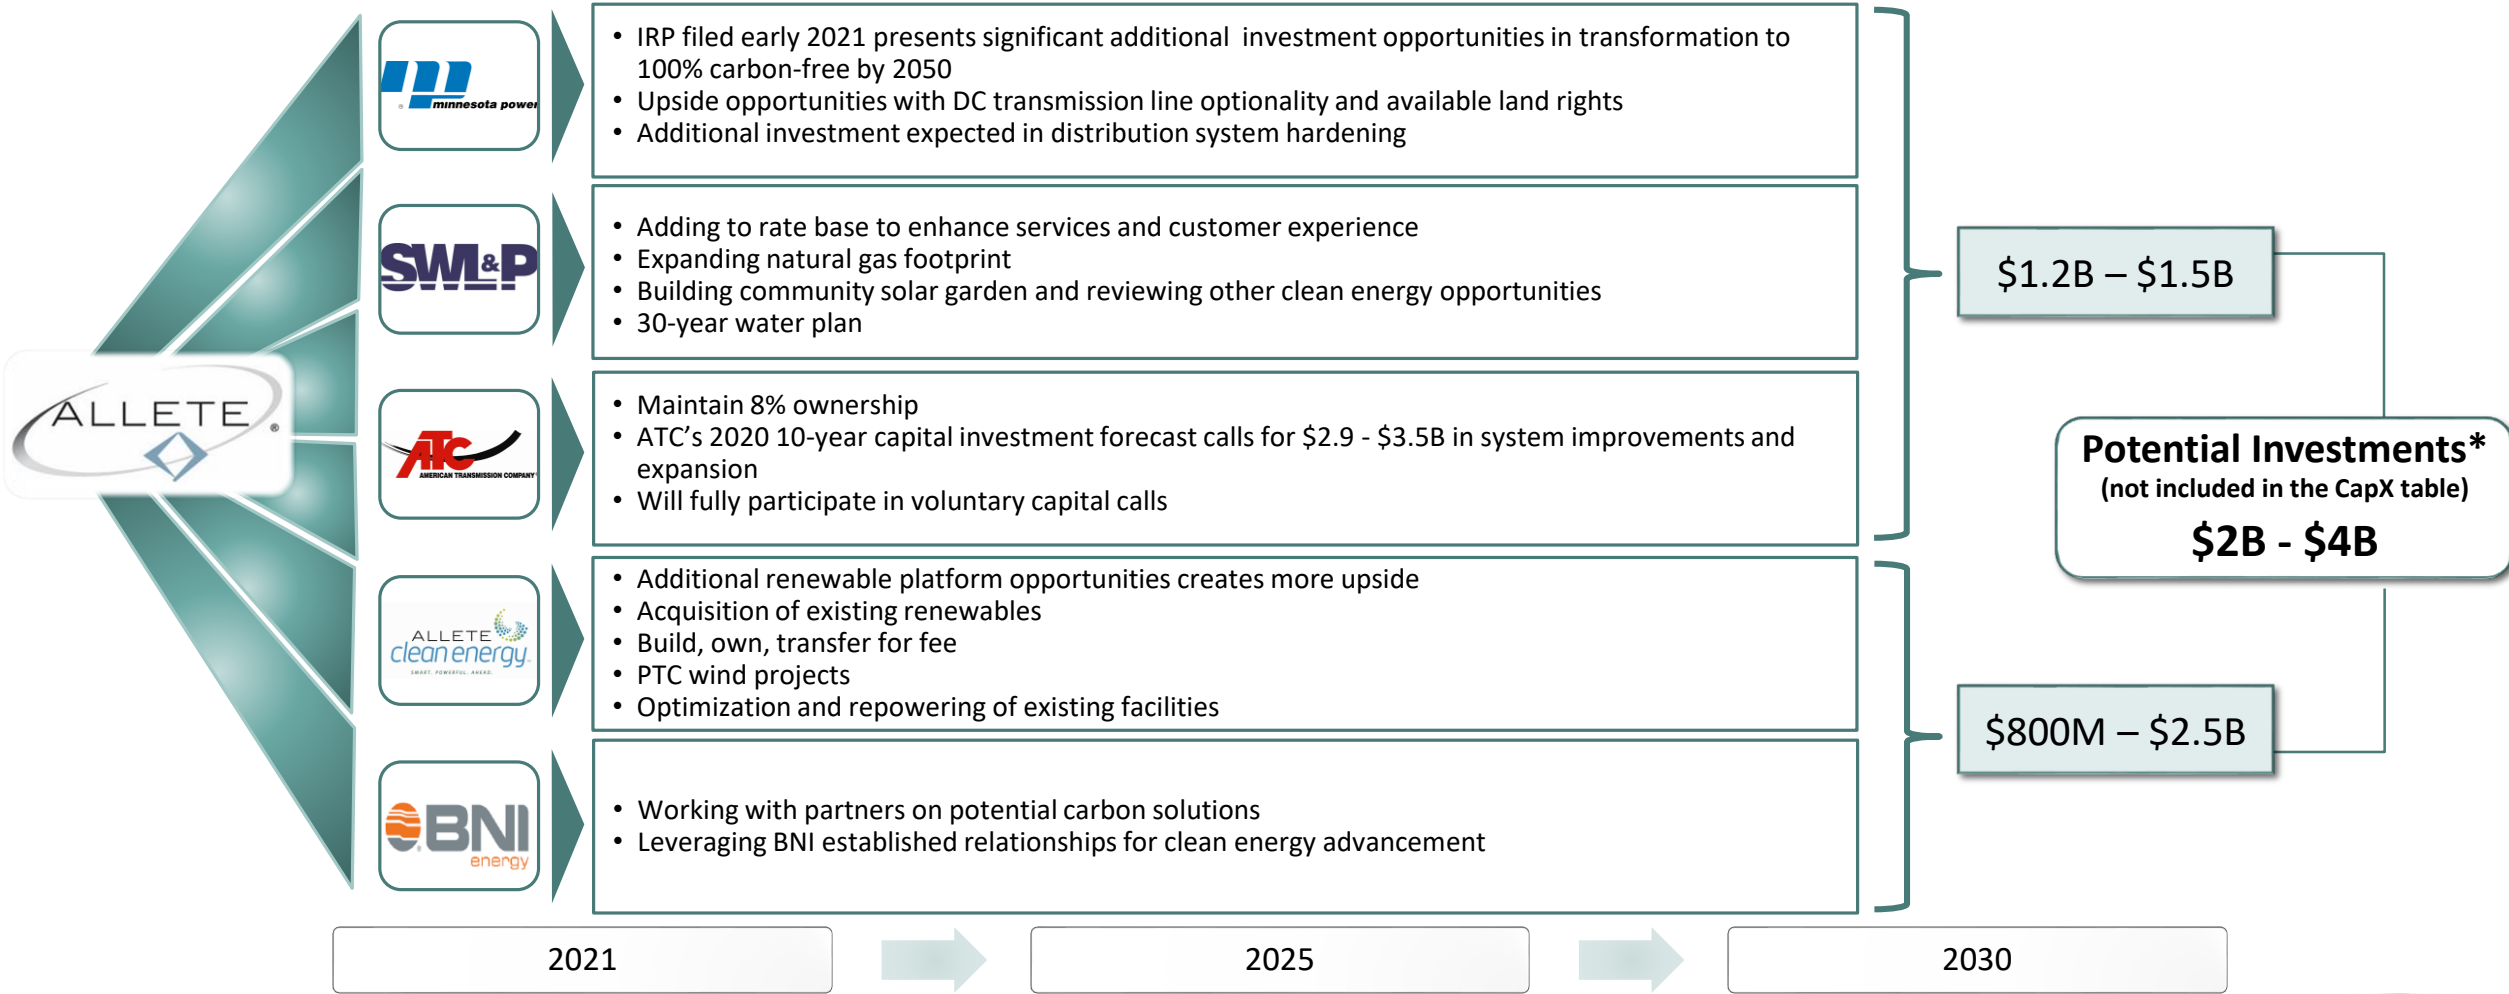 ALLETE®
minnesota power
®
• IRP filed early 2021 presents significant additional investment opportunities in transformation to
100% carbon-free by 2050
• Upside opportunities with DC transmission line optionality and available land rights
• Additional investment expected in distribution system hardening
SWL&P
• Adding to rate base to enhance services and customer experience
• Expanding natural gas footprint
• Building community solar garden and reviewing other clean energy opportunities
• 30-year water plan
ATC
AMERICAN TRANSMISSION COMPANY®
• Maintain 8% ownership
• ATC’s 2020 10-year capital investment forecast calls for $2.9 - $3.5B in system improvements and
expansion
• Will fully participate in voluntary capital calls
ALLETE
clean energy
SMART. POWERFUL. AHEAD.
• Additional renewable platform opportunities creates more upside
• Acquisition of existing renewables
• Build, own, transfer for fee
• PTC wind projects
• Optimization and repowering of existing facilities
BNI
energy
• Working with partners on potential carbon solutions
• Leveraging BNI established relationships for clean energy advancement
$1.2B – $1.5B
$800M – $2.5B
Potential Investments*
(not included in the CapX table)
$2B - $4B
2021
2025
2030